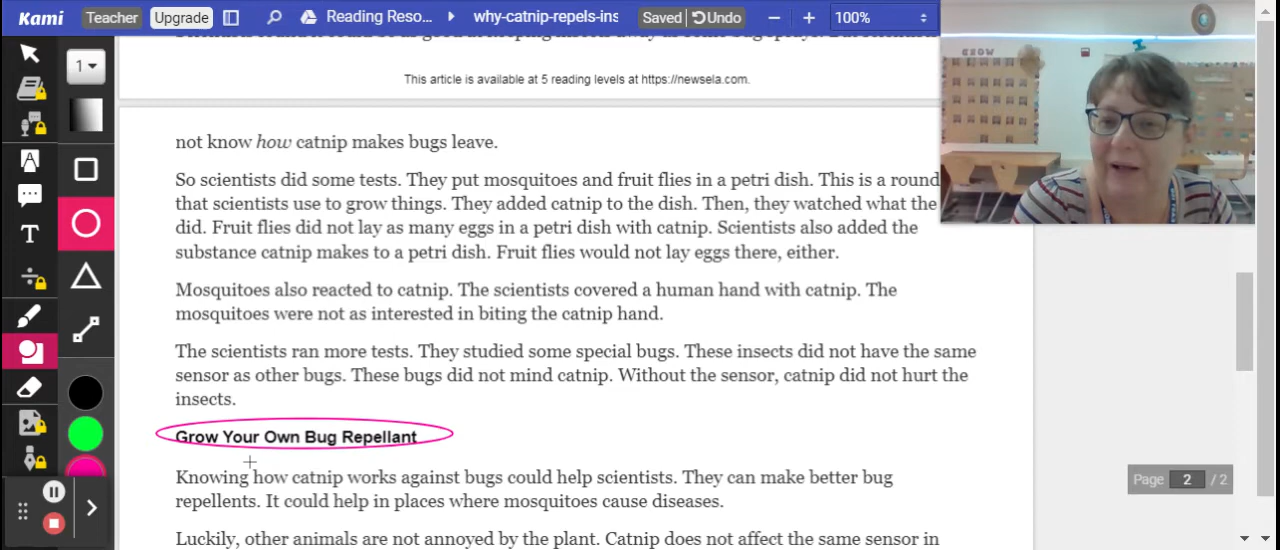 Kami
Teacher
Upgrade
Reading Reso...
why-catnip-repels-ins
Saved
Undo
100%
1
This article is available at 5 reading levels at https://newsela.com.
not know how catnip makes bugs leave.
So scientists did some tests. They put mosquitoes and fruit flies in a petri dish. This is a round
that scientists use to grow things. They added catnip to the dish. Then, they watched what the
did. Fruit flies did not lay as many eggs in a petri dish with catnip. Scientists also added the
substance catnip makes to a petri dish. Fruit flies would not lay eggs there, either.
Mosquitoes also reacted to catnip. The scientists covered a human hand with catnip. The
mosquitoes were not as interested in biting the catnip hand.
The scientists ran more tests. They studied some special bugs. These insects did not have the same
sensor as other bugs. These bugs did not mind catnip. Without the sensor, catnip did not hurt the
insects.
Grow Your Own Bug Repellant
Knowing how catnip works against bugs could help scientists. They can make better bug
repellents. It could help in places where mosquitoes cause diseases.
Luckily, other animals are not annoyed by the plant. Catnip does not affect the same sensor in
Page 2 / 2